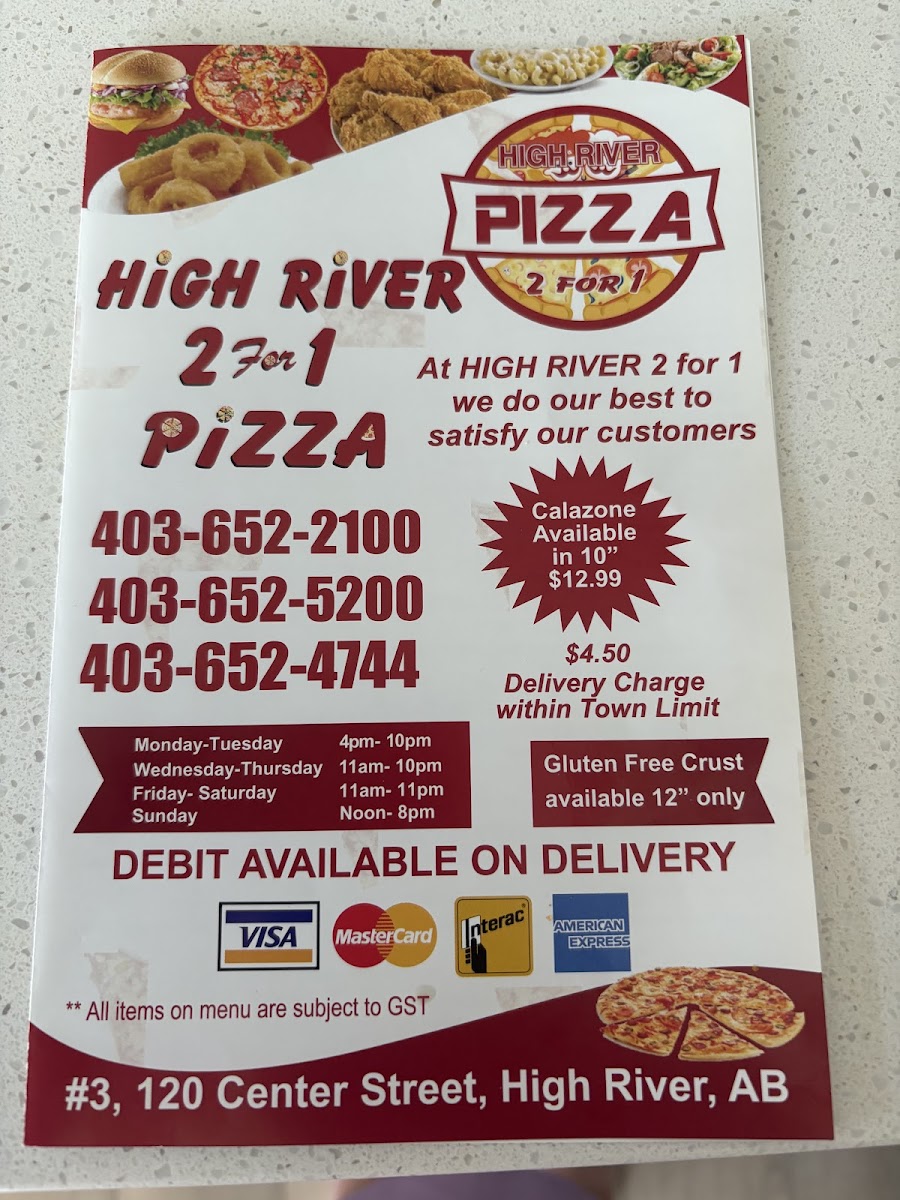 HIGH RIVER
PIZZA
2 FOR 1
HiGH RiVER
2 For 1
PiZZA
At HIGH RIVER 2 for 1
we do our best to
satisfy our customers
403-652-2100
403-652-5200
403-652-4744
Calazone
Available
in 10”
$12.99
$4.50
Delivery Charge
within Town Limit
Monday-Tuesday 4pm- 10pm
Wednesday-Thursday 11am- 10pm
Friday- Saturday 11am- 11pm
Sunday Noon- 8pm
Gluten Free Crust
available 12” only
DEBIT AVAILABLE ON DELIVERY
VISA
MasterCard
Interac
AMERICAN
EXPRESS
** All items on menu are subject to GST
#3, 120 Center Street, High River, AB